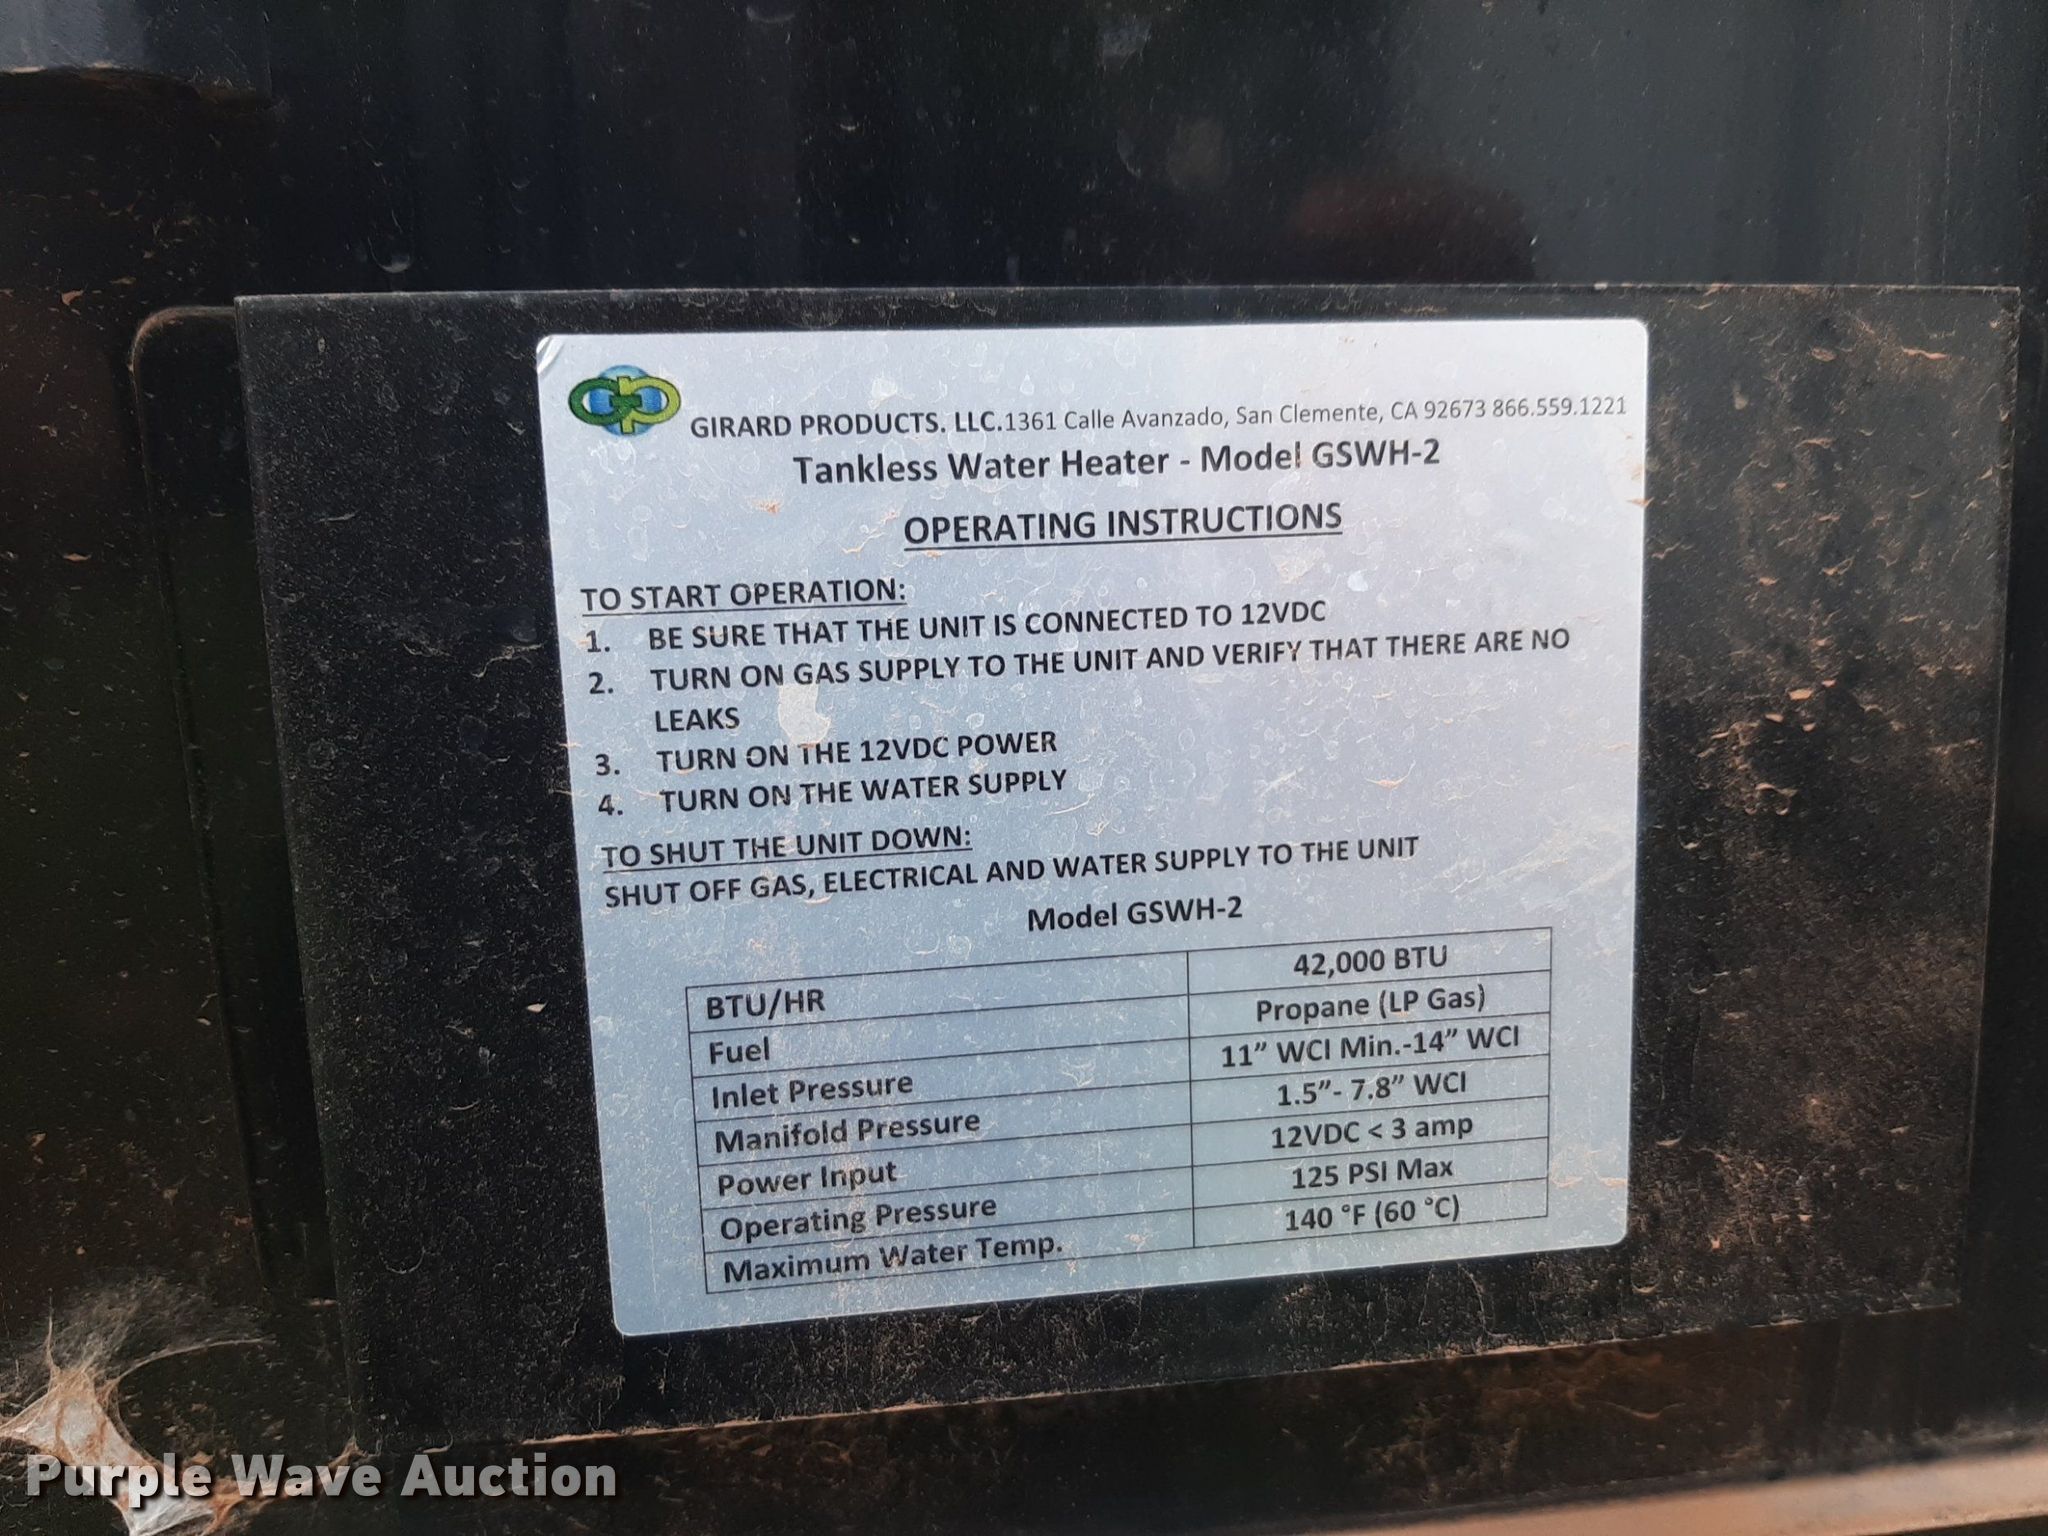 GIRARD PRODUCTS. LLC.1361 Calle Avanzado, San Clemente, CA 92673 866.559.1221
Tankless Water Heater - Model GSWH-2
OPERATING INSTRUCTIONS
TO START OPERATION:
1. BE SURE THAT THE UNIT IS CONNECTED TO 12VDC
2. TURN ON GAS SUPPLY TO THE UNIT AND VERIFY THAT THERE ARE NO
LEAKS
3. TURN ON THE 12VDC POWER
4. TURN ON THE WATER SUPPLY
TO SHUT THE UNIT DOWN:
SHUT OFF GAS, ELECTRICAL AND WATER SUPPLY TO THE UNIT
Model GSWH-2
BTU/HR 42,000 BTU
Fuel Propane (LP Gas)
Inlet Pressure 11” WCI Min.-14” WCI
Manifold Pressure 1.5”- 7.8” WCI
Power Input 12VDC < 3 amp
Operating Pressure 125 PSI Max
Maximum Water Temp. 140 °F (60 °C)
Purple Wave Auction